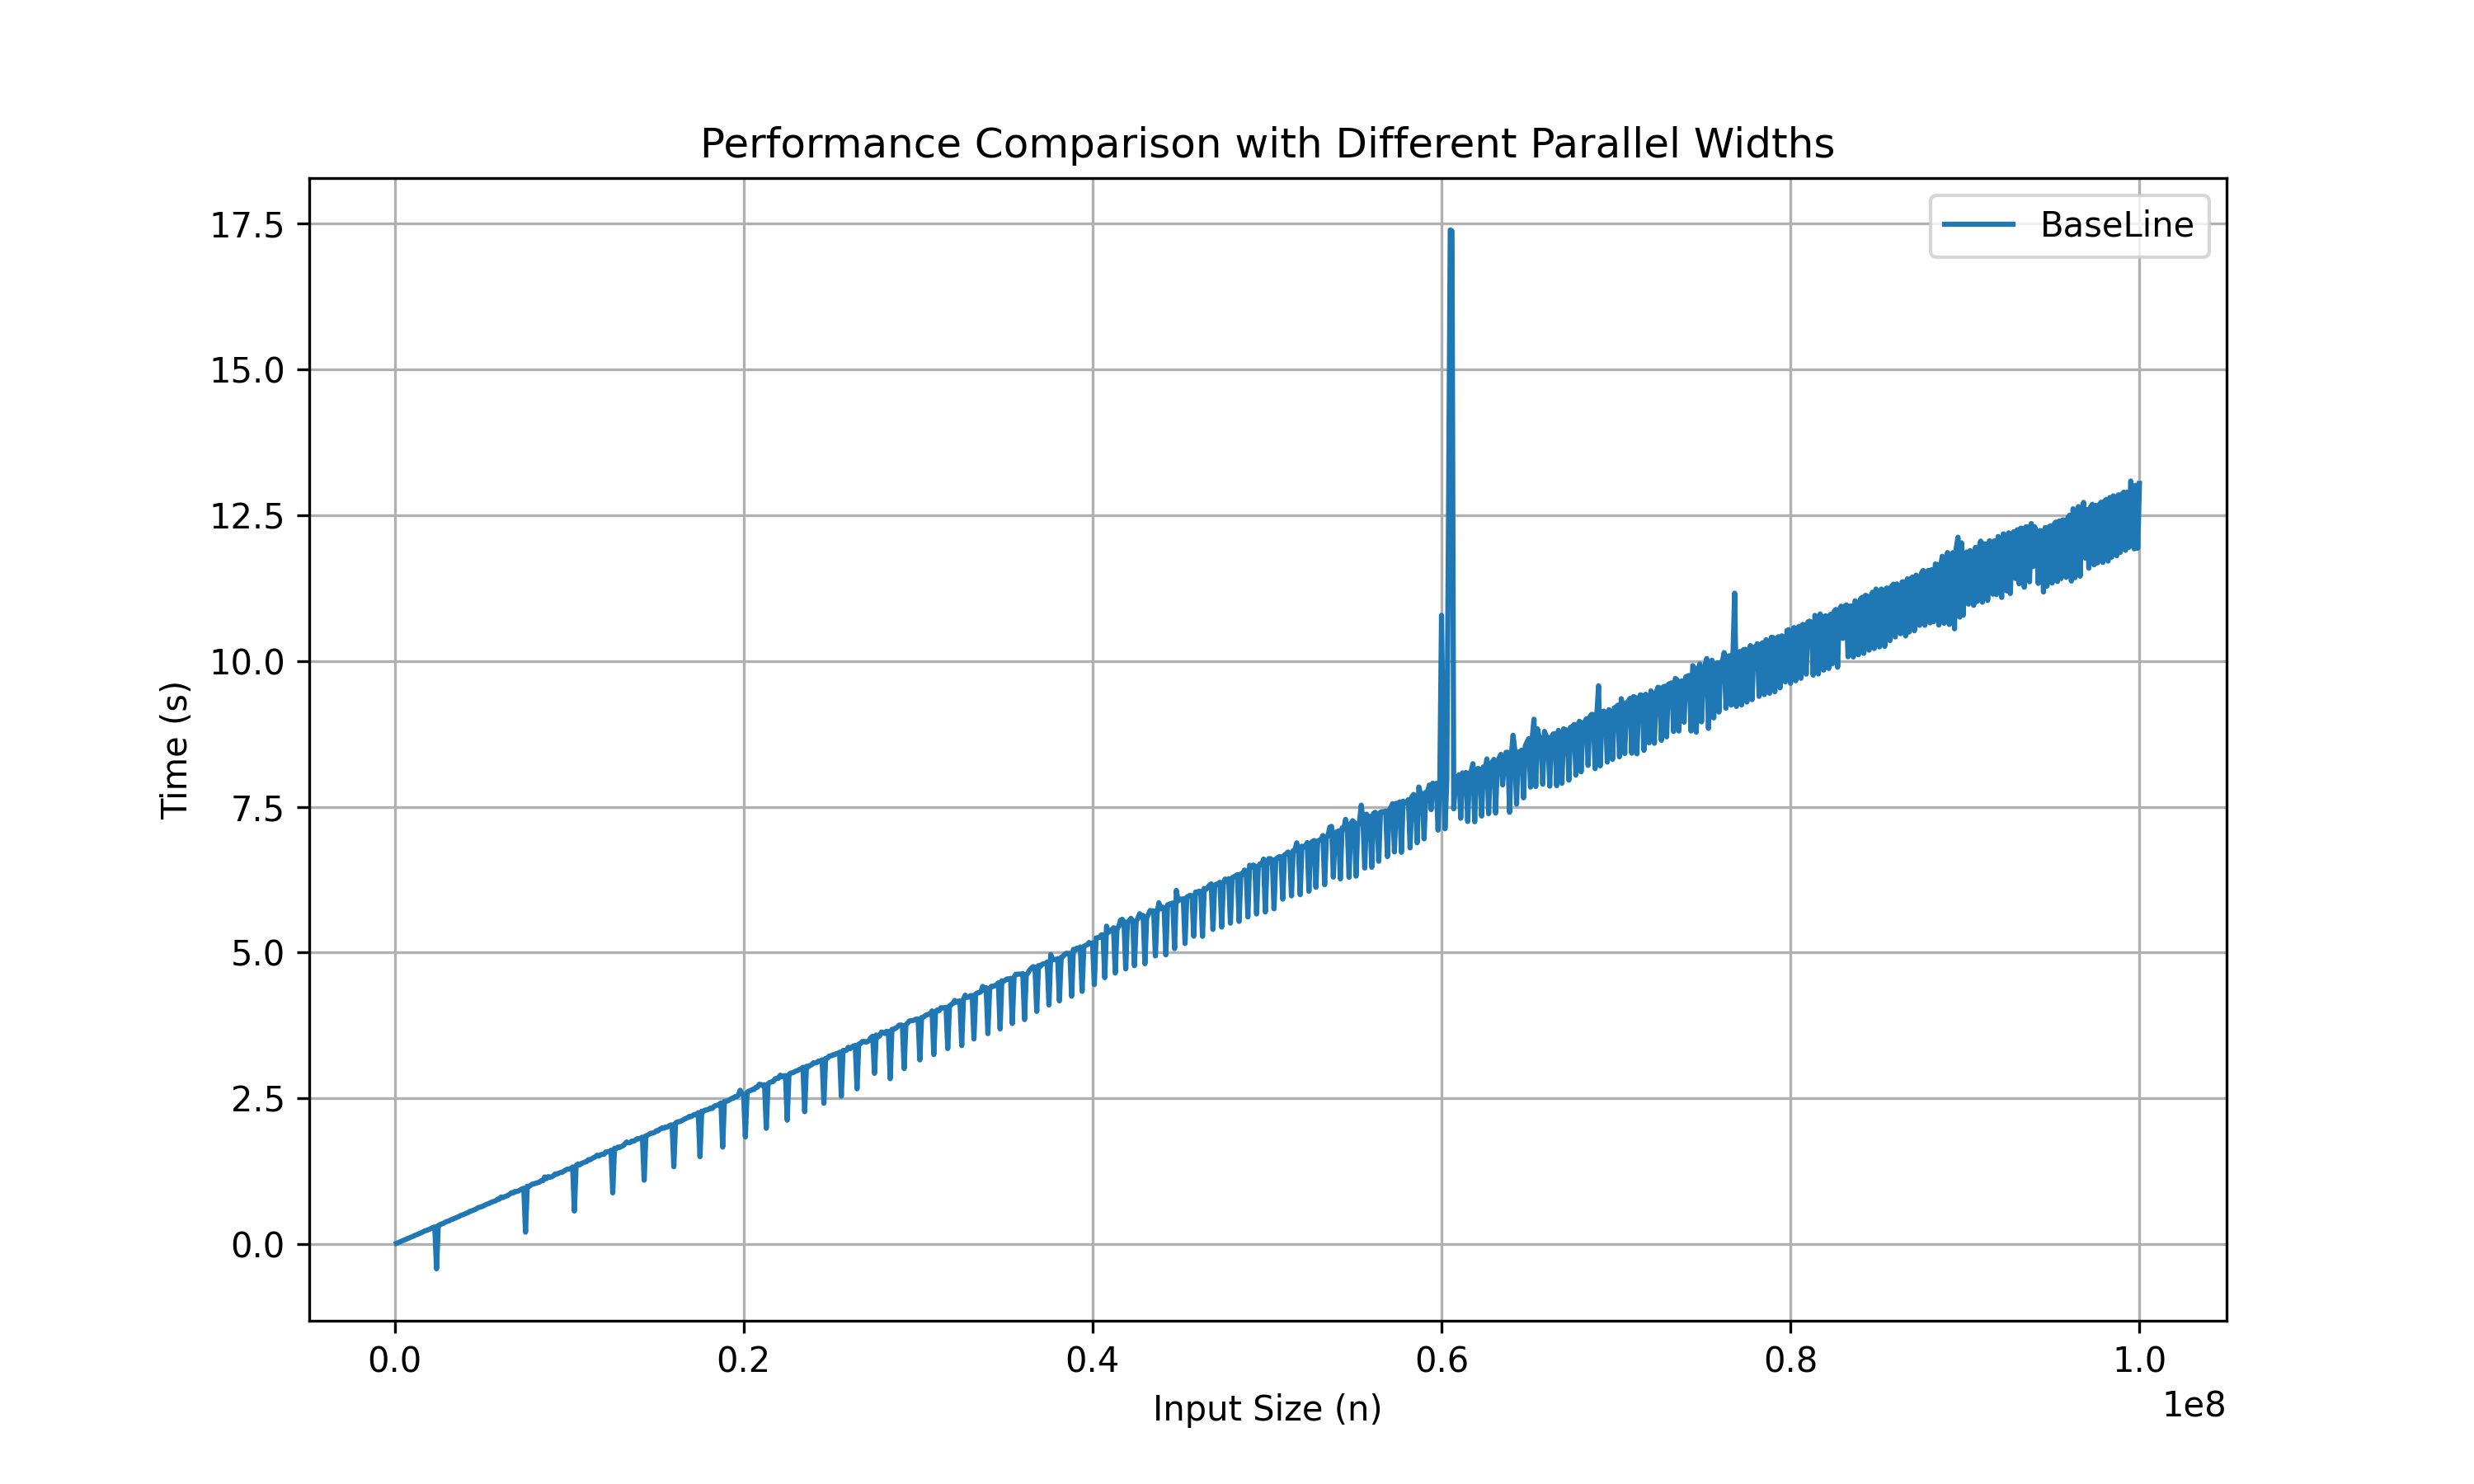 Performance Comparison with Different Parallel Widths
BaseLine
17.5
15.0
12.5
10.0
7.5
5.0
2.5
0.0
Time (s)
0.0 0.2 0.4 0.6 0.8 1.0
1e8
Input Size (n)